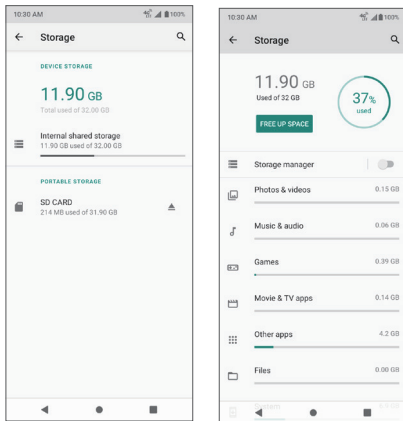 10:30 AM
100%
Storage
DEVICE STORAGE
11.90 GB
Total used of 32.00 GB
Internal shared storage
11.90 GB used of 32.00 GB
PORTABLE STORAGE
SD CARD
214 MB used of 31.90 GB
10:30 AM
100%
Storage
11.90 GB
Used of 32 GB
37%
used
FREE UP SPACE
Storage manager
Photos & videos 0.15 GB
Music & audio 0.06 GB
Games 0.39 GB
Movie & TV apps 0.14 GB
Other apps 4.2 GB
Files 0.00 GB
System